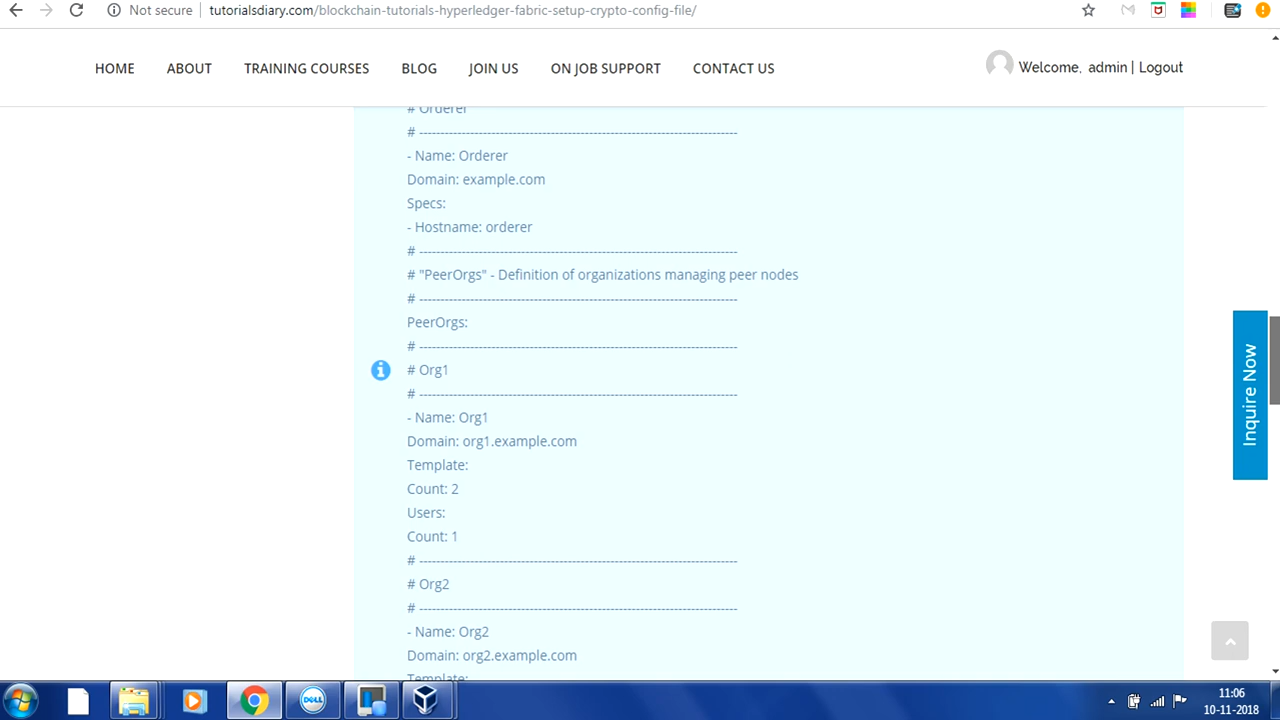 Not secure
tutorialsdiary.com/blockchain-tutorials-hyperledger-fabric-setup-crypto-config-file/
HOME ABOUT TRAINING COURSES BLOG JOIN US ON JOB SUPPORT CONTACT US
Welcome, admin | Logout
# Orderer
# ---------------------------------------------------------------------------
- Name: Orderer
Domain: example.com
Specs:
- Hostname: orderer
# ---------------------------------------------------------------------------
# "PeerOrgs" - Definition of organizations managing peer nodes
# ---------------------------------------------------------------------------
PeerOrgs:
# ---------------------------------------------------------------------------
# Org1
# ---------------------------------------------------------------------------
- Name: Org1
Domain: org1.example.com
Template:
Count: 2
Users:
Count: 1
# ---------------------------------------------------------------------------
# Org2
# ---------------------------------------------------------------------------
- Name: Org2
Domain: org2.example.com
Template:
Inquire Now
DELL
11:06
10-11-2018